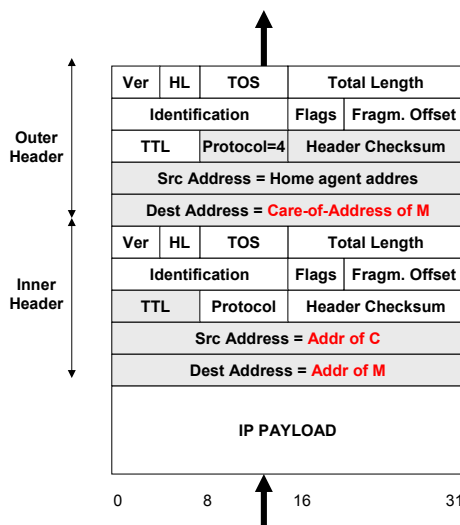 Ver HL TOS Total Length
Identification Flags Fragm. Offset
Outer
Header
TTL Protocol=4 Header Checksum
Src Address = Home agent addres
Dest Address = Care-of-Address of M
Ver HL TOS Total Length
Identification Flags Fragm. Offset
Inner
Header
TTL Protocol Header Checksum
Src Address = Addr of C
Dest Address = Addr of M
IP PAYLOAD
0 8 16 31